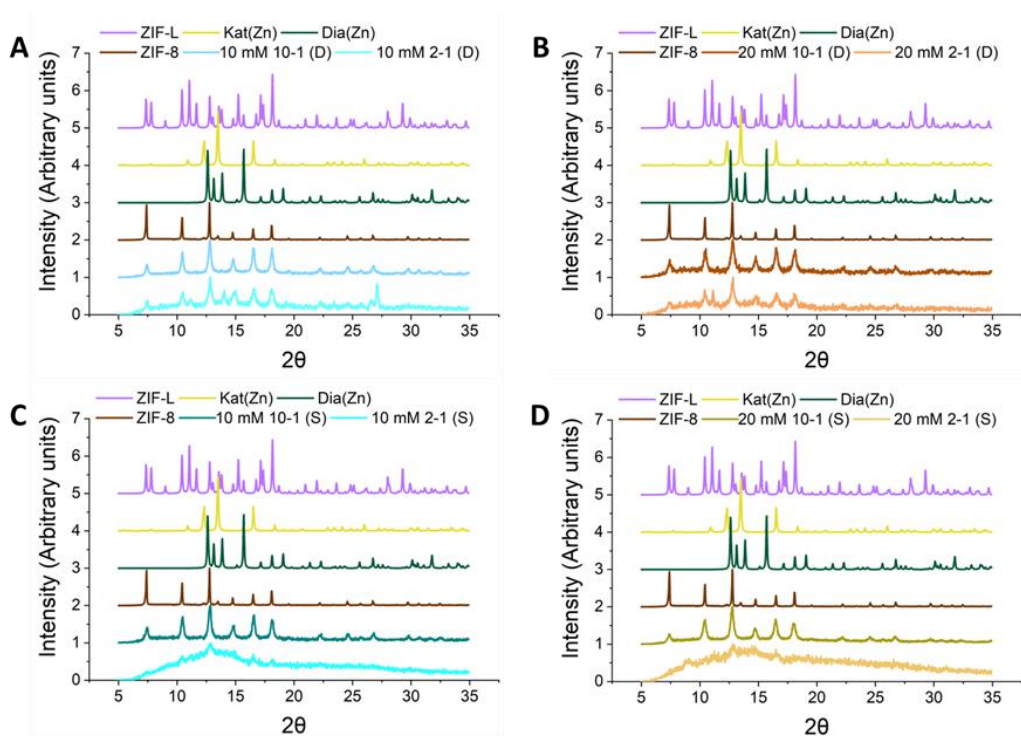 A
ZIF-L Kat(Zn) Dia(Zn)
ZIF-8 10 mM 10-1 (D) 10 mM 2-1 (D)
Intensity (Arbitrary units)
7
6
5
4
3
2
1
0
5 10 15 20 25 30 35
2θ
B
ZIF-L Kat(Zn) Dia(Zn)
ZIF-8 20 mM 10-1 (D) 20 mM 2-1 (D)
Intensity (Arbitrary units)
7
6
5
4
3
2
1
0
5 10 15 20 25 30 35
2θ
C
ZIF-L Kat(Zn) Dia(Zn)
ZIF-8 10 mM 10-1 (S) 10 mM 2-1 (S)
Intensity (Arbitrary units)
7
6
5
4
3
2
1
0
5 10 15 20 25 30 35
2θ
D
ZIF-L Kat(Zn) Dia(Zn)
ZIF-8 20 mM 10-1 (S) 20 mM 2-1 (S)
Intensity (Arbitrary units)
7
6
5
4
3
2
1
0
5 10 15 20 25 30 35
2θ